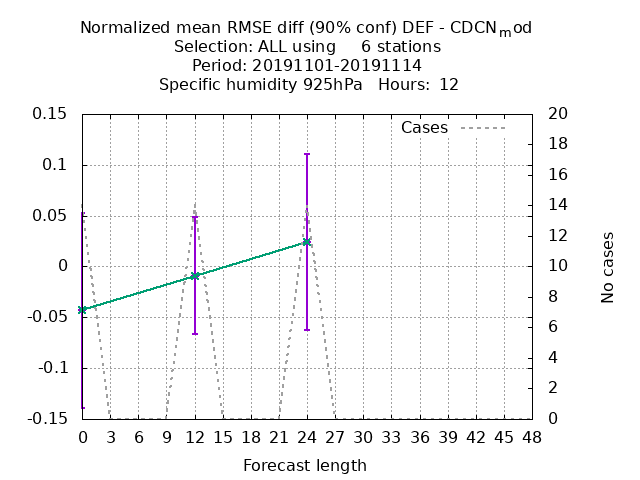 Normalized mean RMSE diff (90% conf) DEF - CDCN_mod
Selection: ALL using 6 stations
Period: 20191101-20191114
Specific humidity 925hPa Hours: 12
Cases
0.15
0.1
0.05
0
-0.05
-0.1
-0.15
20
18
16
14
12
10
8
6
4
2
0
No cases
0 3 6 9 12 15 18 21 24 27 30 33 36 39 42 45 48
Forecast length